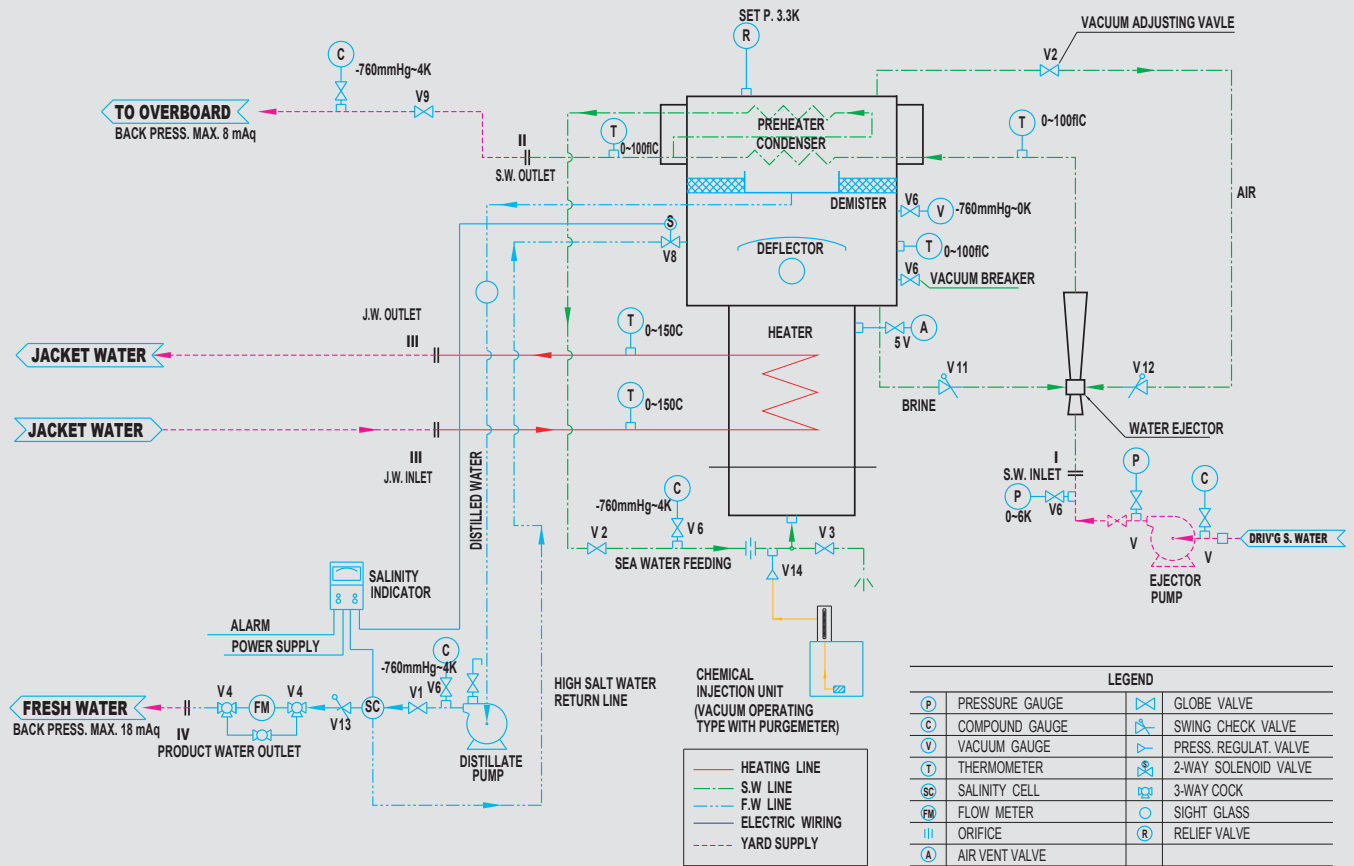 SET P. 3.3K
R
VACUUM ADJUSTING VAVLE
V2
C
-760mmHg~4K
V9
TO OVERBOARD
BACK PRESS. MAX. 8 mAq
II
S.W. OUTLET
T
0~100flC
PREHEATER
CONDENSER
T
0~100flC
DEMISTER
V6
V
-760mmHg~0K
AIR
S
V8
DEFLECTOR
T
0~100flC
V6
VACUUM BREAKER
J.W. OUTLET
III
T
0~150C
HEATER
A
5 V
JACKET WATER
V 11
V 12
BRINE
T
0~150C
JACKET WATER
III
J.W. INLET
WATER EJECTOR
I
S.W. INLET
P
P
0~6K
V6
C
V
V
DRIV'G S. WATER
EJECTOR
PUMP
DISTILLED WATER
C
-760mmHg~4K
V 2
V 6
V 3
SEA WATER FEEDING
V14
SALINITY
INDICATOR
ALARM
POWER SUPPLY
C
-760mmHg~4K
V6
V1
HIGH SALT WATER
RETURN LINE
CHEMICAL
INJECTION UNIT
(VACUUM OPERATING
TYPE WITH PURGEMETER)
FRESH WATER
BACK PRESS. MAX. 18 mAq
IV
V4
FM
V4
V13
SC
PRODUCT WATER OUTLET
DISTILLATE
PUMP
HEATING LINE
S.W LINE
F.W LINE
ELECTRIC WIRING
YARD SUPPLY
LEGEND
P PRESSURE GAUGE GLOBE VALVE
C COMPOUND GAUGE SWING CHECK VALVE
V VACUUM GAUGE PRESS. REGULAT. VALVE
T THERMOMETER S 2-WAY SOLENOID VALVE
SC SALINITY CELL 3-WAY COCK
FM FLOW METER SIGHT GLASS
ORIFICE R RELIEF VALVE
A AIR VENT VALVE